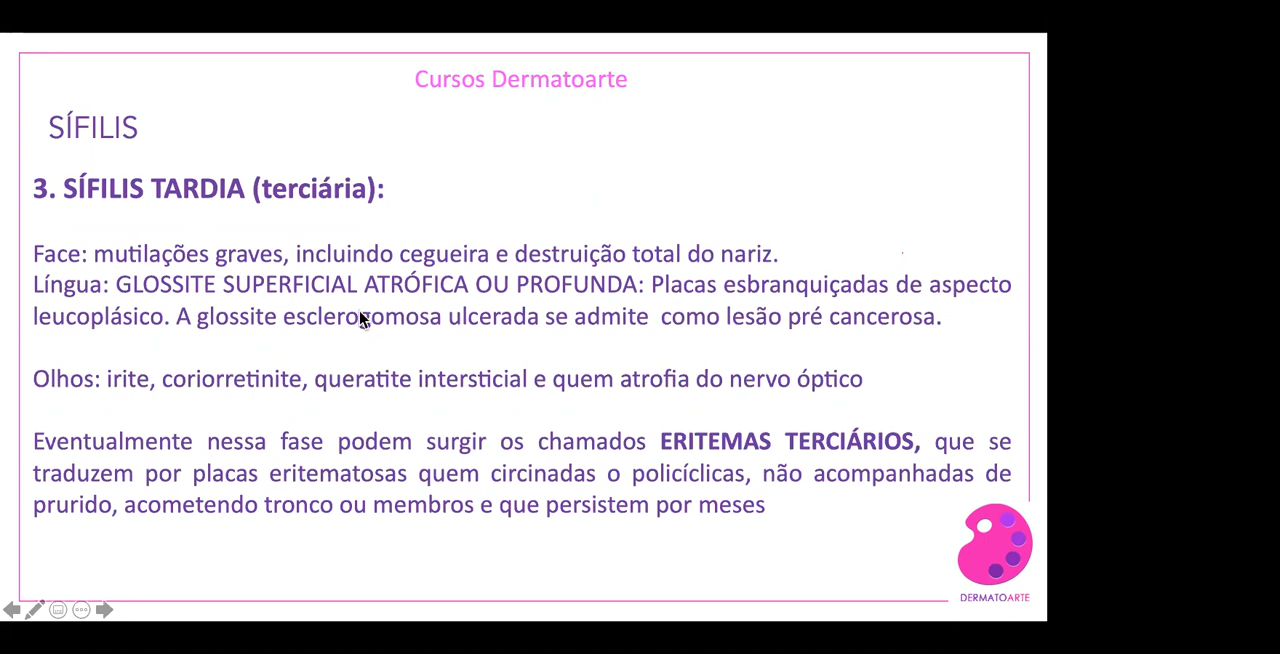 Cursos Dermatoarte
SÍFILIS
3. SÍFILIS TARDIA (terciária):
Face: mutilações graves, incluindo cegueira e destruição total do nariz.
Língua: GLOSSITE SUPERFICIAL ATRÓFICA OU PROFUNDA: Placas esbranquiçadas de aspecto
leucoplásico. A glossite esclerogomosa ulcerada se admite como lesão pré cancerosa.
Olhos: irite, coriorretinite, queratite intersticial e quem atrofia do nervo óptico
Eventualmente nessa fase podem surgir os chamados ERITEMAS TERCIÁRIOS, que se
traduzem por placas eritematosas quem circinadas o policíclicas, não acompanhadas de
prurido, acometendo tronco ou membros e que persistem por meses
DERMATOARTE